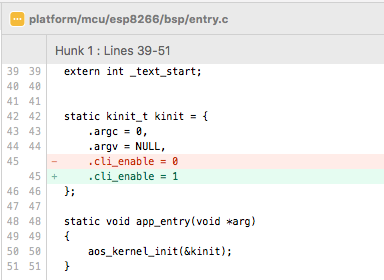 platform/mcu/esp8266/bsp/entry.c
Hunk 1 : Lines 39-51
39 39 extern int _text_start;
40 40
41 41
42 42 static kinit_t kinit = {
43 43 .argc = 0,
44 44 .argv = NULL,
45 - .cli_enable = 0
45 + .cli_enable = 1
46 46 };
47 47
48 48 static void app_entry(void *arg)
49 49 {
50 50 aos_kernel_init(&kinit);
51 51 }